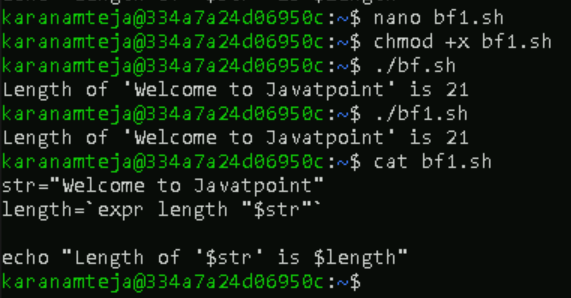 karanamteja@334a7a24d06950c:~$ nano bf1.sh
karanamteja@334a7a24d06950c:~$ chmod +x bf1.sh
karanamteja@334a7a24d06950c:~$ ./bf.sh
Length of 'Welcome to Javatpoint' is 21
karanamteja@334a7a24d06950c:~$ ./bf1.sh
Length of 'Welcome to Javatpoint' is 21
karanamteja@334a7a24d06950c:~$ cat bf1.sh
str="Welcome to Javatpoint"
length=`expr length "$str"`
echo "Length of '$str' is $length"
karanamteja@334a7a24d06950c:~$